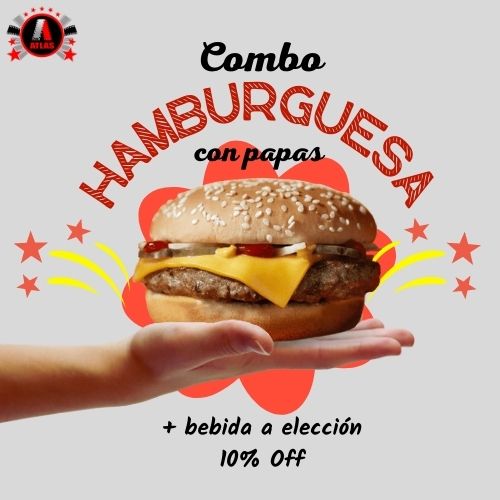 ATLAS
Combo
HAMBURGUESA
con papas
+ bebida a elección
10% Off